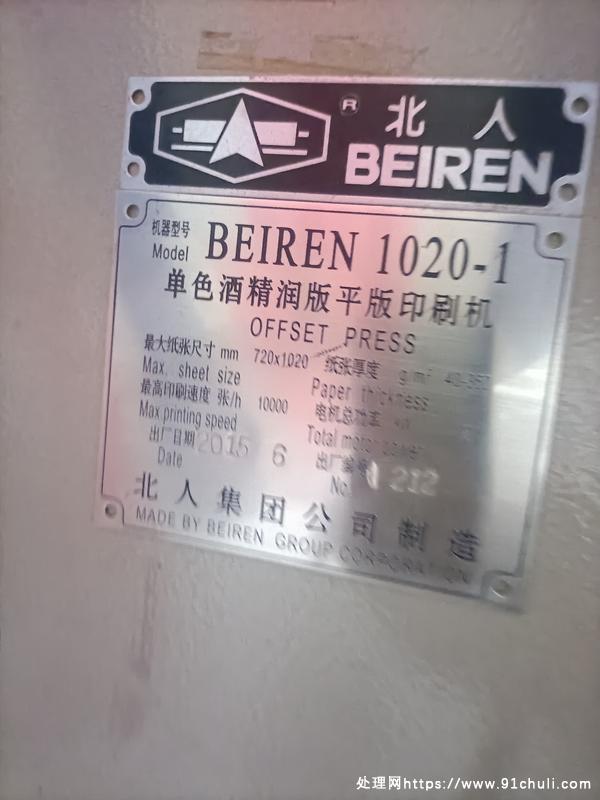 ® 北人
BEIREN
机器型号
Model BEIREN 1020-1
单色酒精润版平版印刷机
OFFSET PRESS
最大纸张尺寸 mm 720x1020 纸张厚度 g/m²
Max. sheet size Paper thickness
最高印刷速度 张/h 10000 电机总功率
Max printing speed Total motor
出厂日期 2015 6 出厂编号
Date No. 212
北人集团公司制造
MADE BY BEIREN GROUP CORPORATION
处理网https://www.91chuli.com